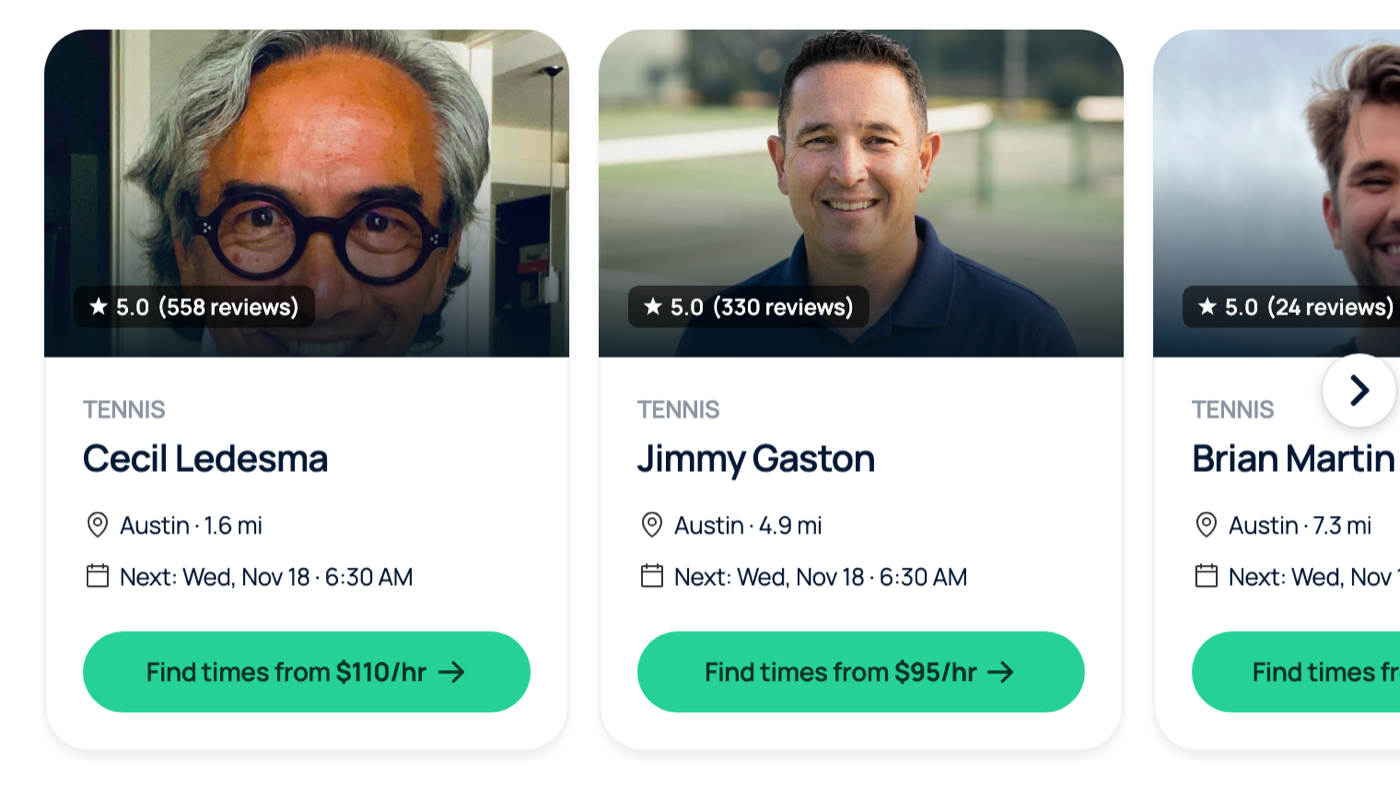 ★ 5.0 (558 reviews)
TENNIS
Cecil Ledesma
Austin · 1.6 mi
Next: Wed, Nov 18 · 6:30 AM
Find times from $110/hr →
★ 5.0 (330 reviews)
TENNIS
Jimmy Gaston
Austin · 4.9 mi
Next: Wed, Nov 18 · 6:30 AM
Find times from $95/hr →
★ 5.0 (24 reviews)
TENNIS
Brian Martin
Austin · 7.3 mi
Next: Wed, Nov
Find times